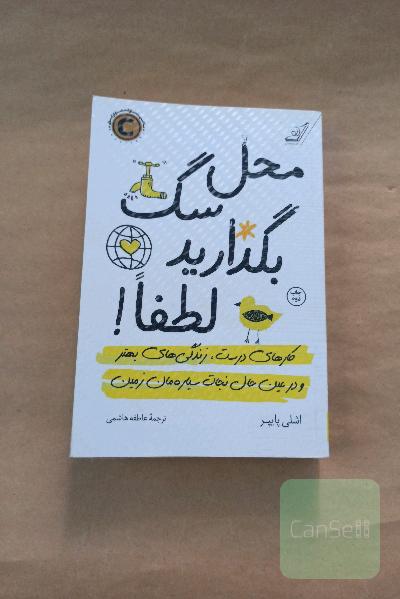 محل
سگ
بگذارید
لطفاً!
کارهای درست، زندگی‌های بهتر
و در عین حال نجات سیاره‌مان زمین
اشلی پایپر
ترجمهٔ عاطفه هاشمی
CanSell